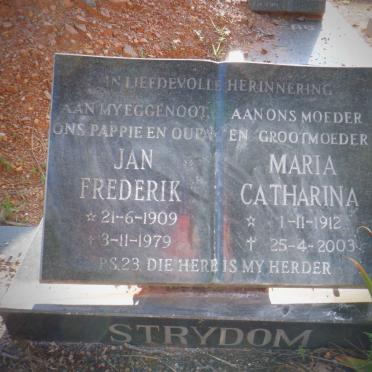 IN LIEFDEVOLLE HERINNERING
AAN MY EGGENOOT,
ONS PAPPIE EN OUPA
JAN
FREDERIK
☆ 21-6-1909
✝ 3-11-1979
AAN ONS MOEDER
EN GROOTMOEDER
MARIA
CATHARINA
☆ 1-11-1912
✝ 25-4-2003
PS.23 DIE HERE IS MY HERDER
STRYDOM